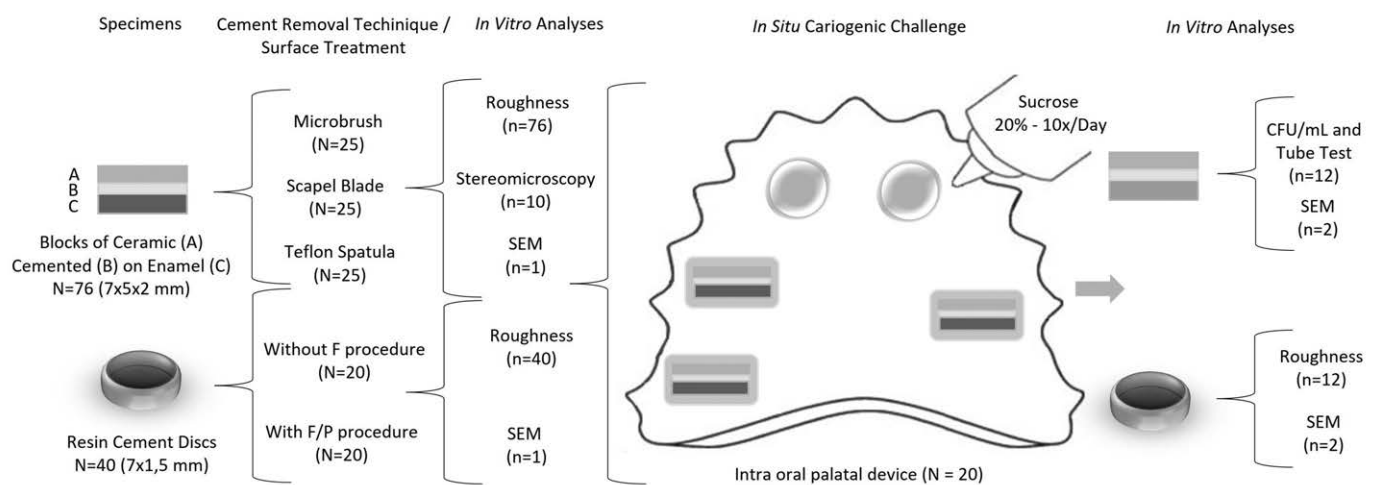 Specimens
Cement Removal Technique /
Surface Treatment
In Vitro Analyses
In Situ Cariogenic Challenge
In Vitro Analyses
A
B
C
Blocks of Ceramic (A)
Cemented (B) on Enamel (C)
N=76 (7x5x2 mm)
Resin Cement Discs
N=40 (7x1,5 mm)
Microbrush
(N=25)
Scapel Blade
(N=25)
Teflon Spatula
(N=25)
Without F procedure
(N=20)
With F/P procedure
(N=20)
Roughness
(n=76)
Stereomicroscopy
(n=10)
SEM
(n=1)
Roughness
(n=40)
SEM
(n=1)
Sucrose
20% - 10x/Day
Intra oral palatal device (N = 20)
CFU/mL and
Tube Test
(n=12)
SEM
(n=2)
Roughness
(n=12)
SEM
(n=2)